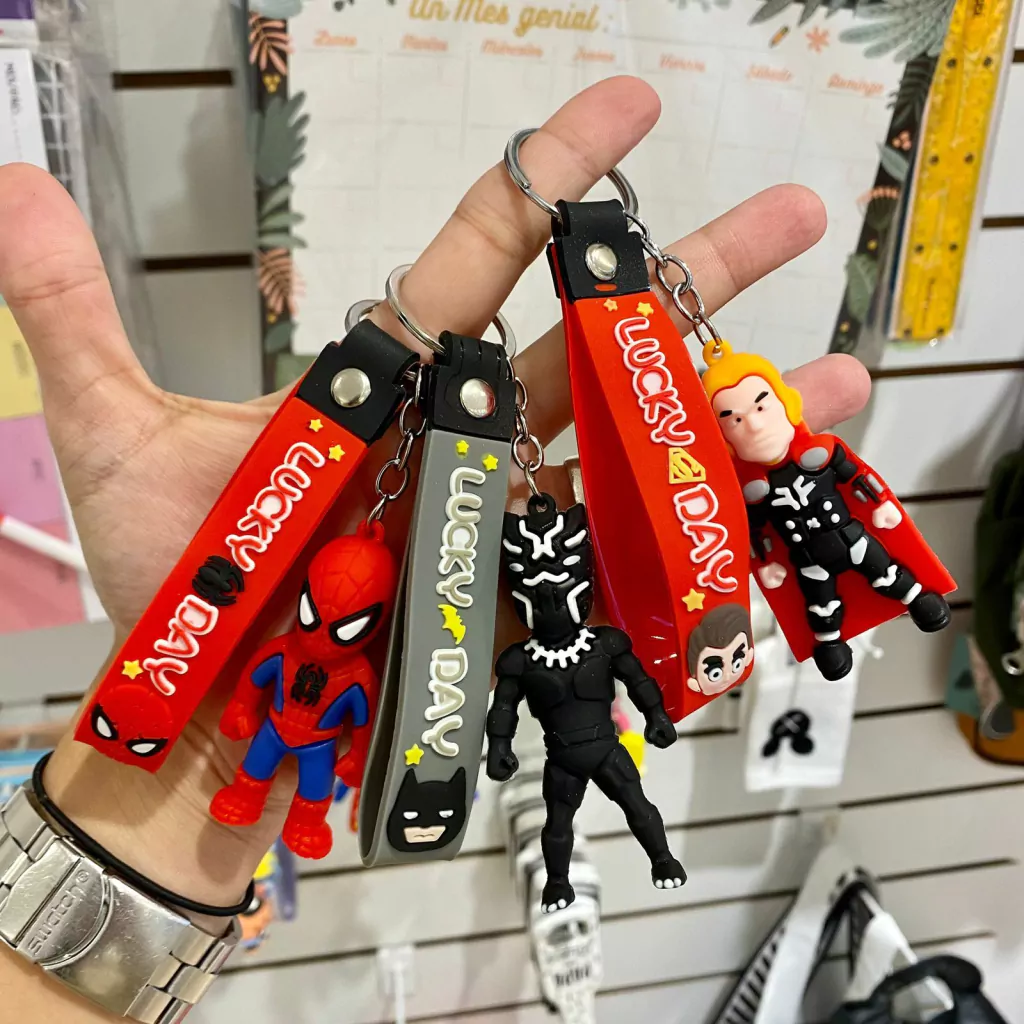 Un Mes genial:
Lunes Martes Miércoles Jueves Viernes Sábado Domingo
LUCKY DAY
LUCKY DAY
LUCKY DAY
swatch®